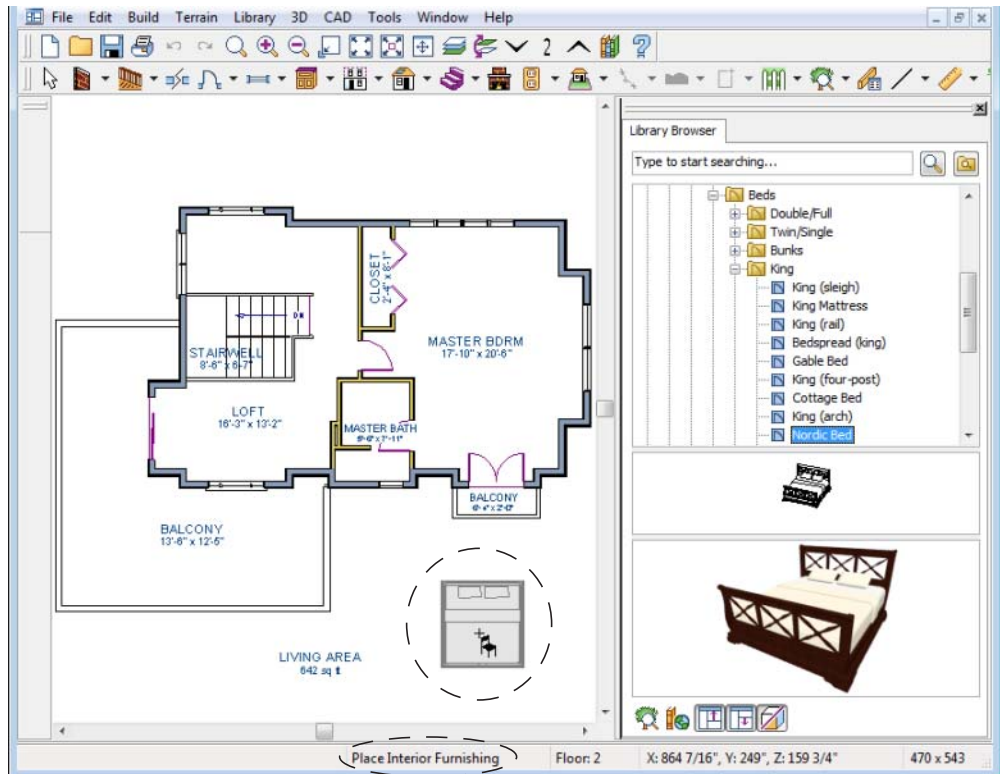 File Edit Build Terrain Library 3D CAD Tools Window Help
2
Library Browser
Type to start searching...
Beds
Double/Full
Twin/Single
Bunks
King
King (sleigh)
King Mattress
King (rail)
Bedspread (king)
Gable Bed
King (four-post)
Cottage Bed
King (arch)
Nordic Bed
CLOSET
DN
STAIRWELL
8'-6" x 6'-7"
MASTER BDRM
17'-10" x 20'-6"
LOFT
16'-3" x 13'-2"
MASTER BATH
BALCONY
BALCONY
13'-6" x 12'-5"
LIVING AREA
642 sq ft
Place Interior Furnishing Floor: 2 X: 864 7/16", Y: 249", Z: 159 3/4" 470 x 543